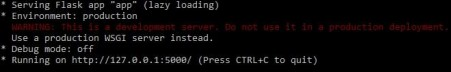 * Serving Flask app "app" (lazy loading)
* Environment: production
WARNING: This is a development server. Do not use it in a production deployment.
Use a production WSGI server instead.
* Debug mode: off
* Running on http://127.0.0.1:5000/ (Press CTRL+C to quit)